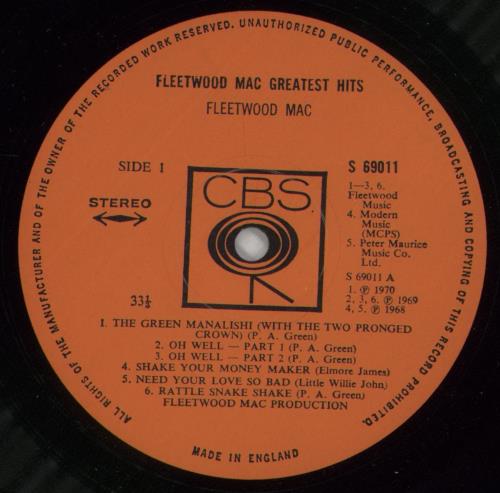 ALL RIGHTS OF THE MANUFACTURER AND OF THE OWNER OF THE RECORDED WORK RESERVED. UNAUTHORIZED PUBLIC PERFORMANCE, BROADCASTING AND COPYING OF THIS RECORD PROHIBITED.
FLEETWOOD MAC GREATEST HITS
FLEETWOOD MAC
SIDE 1
S 69011
STEREO
CBS
1—3, 6.
Fleetwood
Music
4. Modern
Music
(MCPS)
5. Peter Maurice
Music Co.
Ltd.
S 69011 A
1. ℗ 1970
2, 3, 6. ℗ 1969
4, 5. ℗ 1968
33⅓
1. THE GREEN MANALISHI (WITH THE TWO PRONGED
CROWN) (P. A. Green)
2. OH WELL — PART 1 (P. A. Green)
3. OH WELL — PART 2 (P. A. Green)
4. SHAKE YOUR MONEY MAKER (Elmore James)
5. NEED YOUR LOVE SO BAD (Little Willie John)
6. RATTLE SNAKE SHAKE (P. A. Green)
FLEETWOOD MAC PRODUCTION
MADE IN ENGLAND